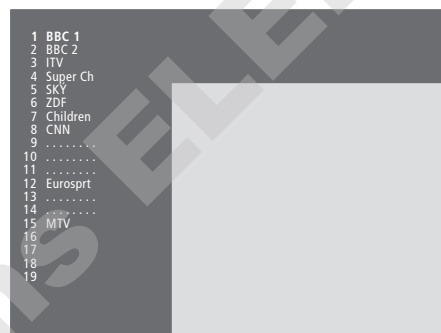 1 BBC 1
2 BBC 2
3 ITV
4 Super Ch
5 SKY
6 ZDF
7 Children
8 CNN
9 . . . . . . . .
10 . . . . . . . .
11 . . . . . . . .
12 Eurosprt
13 . . . . . . . .
14 . . . . . . . .
15 MTV
16
17
18
19